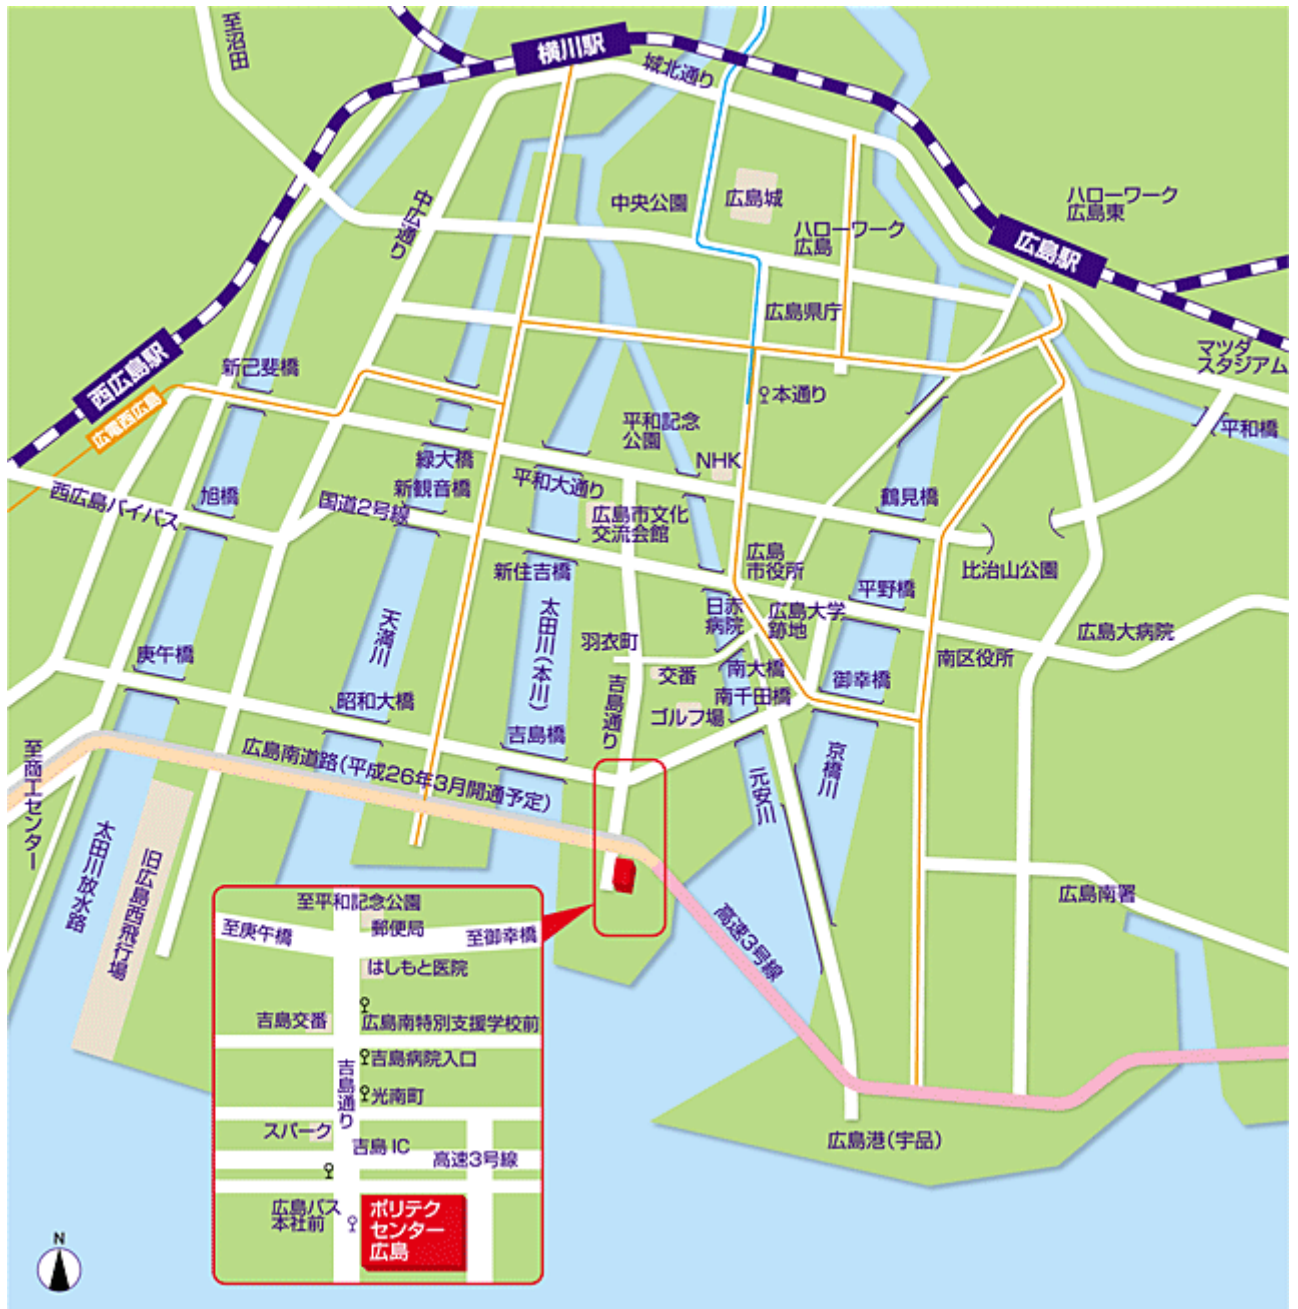 至沼田
横川駅
城北通り
中広通り
中央公園
広島城
ハローワーク
広島
ハローワーク
広島東
広島駅
広島県庁
マツダ
スタジアム
西広島駅
新己斐橋
広電西広島
本通り
平和記念
公園
平和橋
緑大橋
NHK
平和大通り
新観音橋
旭橋
西広島バイパス
国道2号線
鶴見橋
広島市文化
交流会館
広島
市役所
比治山公園
新住吉橋
平野橋
日赤
病院
広島大学
跡地
天満川
太田川(本川)
羽衣町
広島大病院
庚午橋
南区役所
交番
南大橋
御幸橋
昭和大橋
吉島通り
南千田橋
ゴルフ場
吉島橋
至商工センター
広島南道路(平成26年3月開通予定)
元安川
京橋川
太田川放水路
旧広島西飛行場
広島南署
高速3号線
至平和記念公園
至庚午橋
郵便局
至御幸橋
はしもと医院
吉島交番
広島南特別支援学校前
吉島病院入口
吉島通り
光南町
スパーク
吉島IC
高速3号線
広島港(宇品)
広島バス
本社前
ポリテク
センター
広島
N